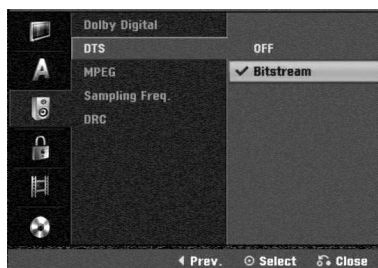 Dolby Digital
DTS
OFF
MPEG
✔ Bitstream
Sampling Freq.
DRC
A
Prev.
Select
Close